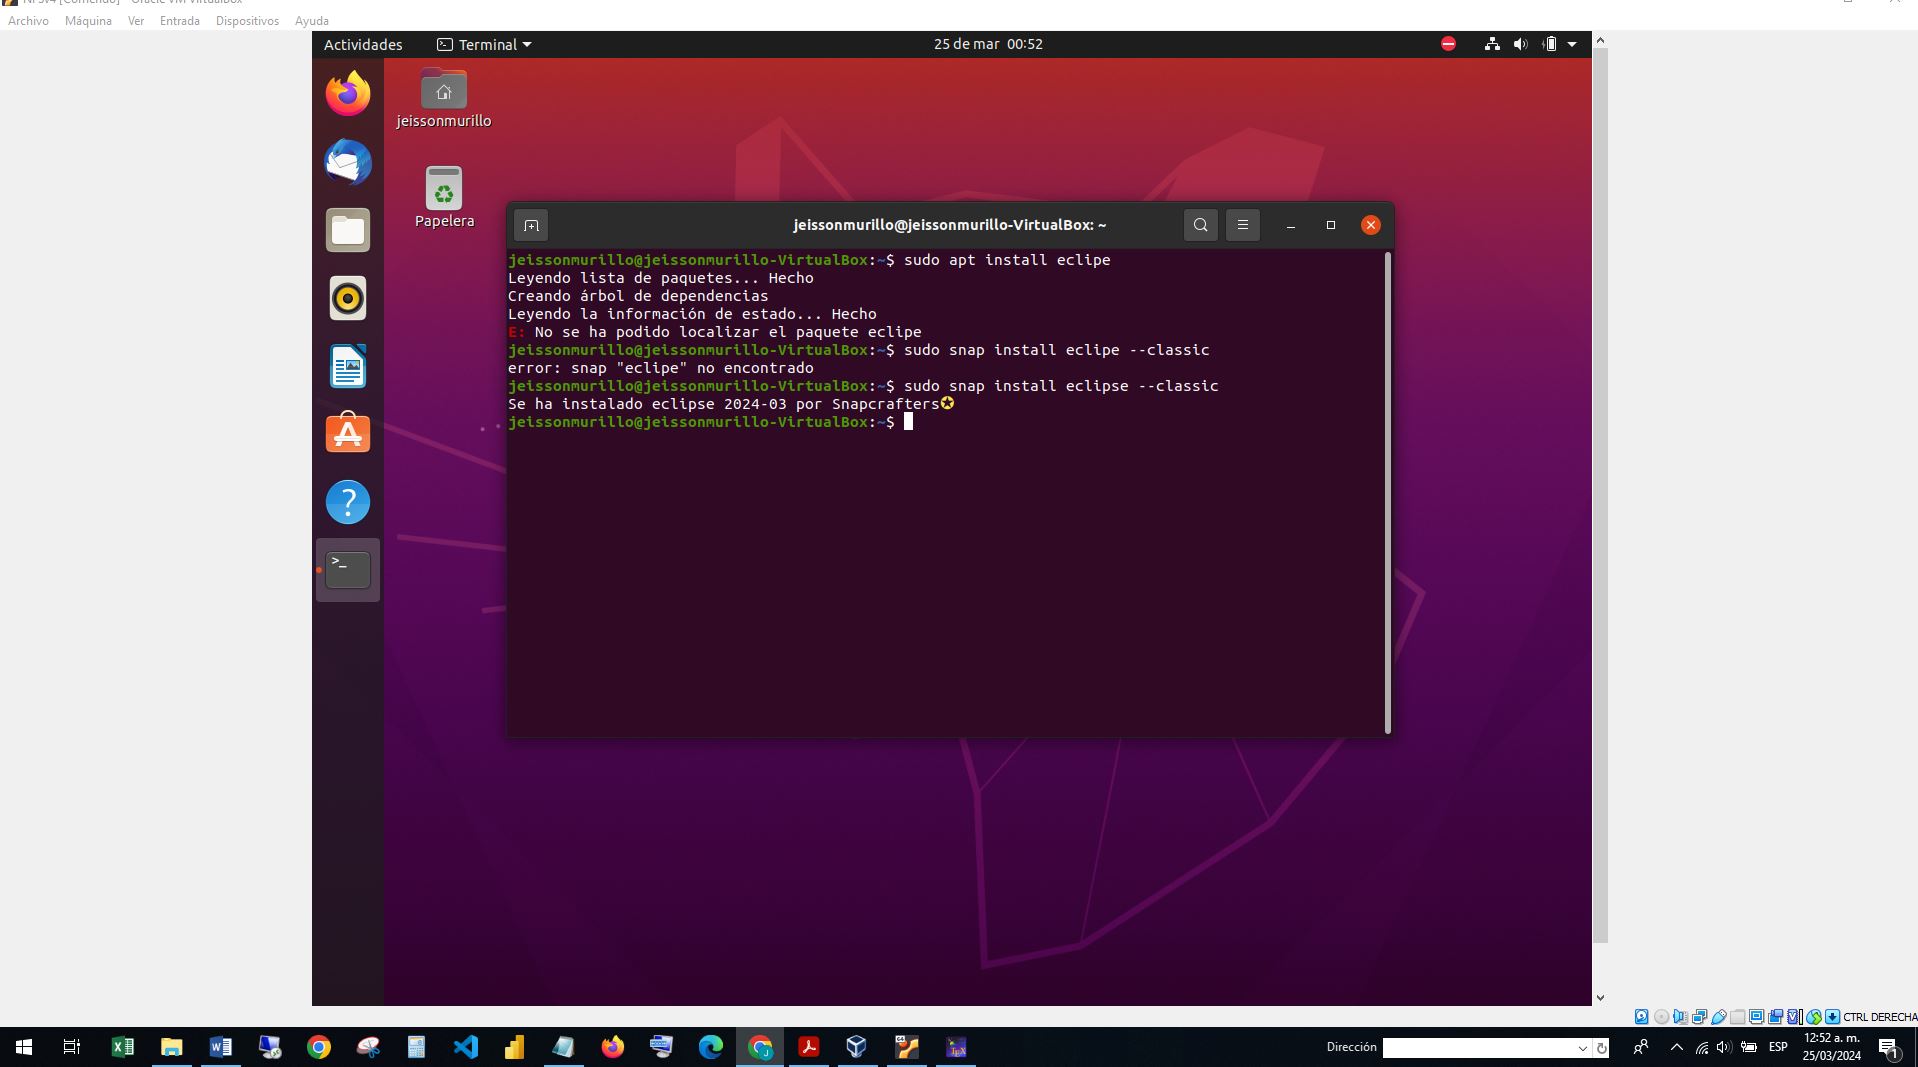 Archivo Máquina Ver Entrada Dispositivos Ayuda
Actividades Terminal 25 de mar 00:52
jeissonmurillo
Papelera
jeissonmurillo@jeissonmurillo-VirtualBox: ~
jeissonmurillo@jeissonmurillo-VirtualBox:~$ sudo apt install eclipe
Leyendo lista de paquetes... Hecho
Creando árbol de dependencias
Leyendo la información de estado... Hecho
E: No se ha podido localizar el paquete eclipe
jeissonmurillo@jeissonmurillo-VirtualBox:~$ sudo snap install eclipe --classic
error: snap "eclipe" no encontrado
jeissonmurillo@jeissonmurillo-VirtualBox:~$ sudo snap install eclipse --classic
Se ha instalado eclipse 2024-03 por Snapcrafters✪
jeissonmurillo@jeissonmurillo-VirtualBox:~$
CTRL DERECHA
Dirección
ESP
12:52 a. m.
25/03/2024
1